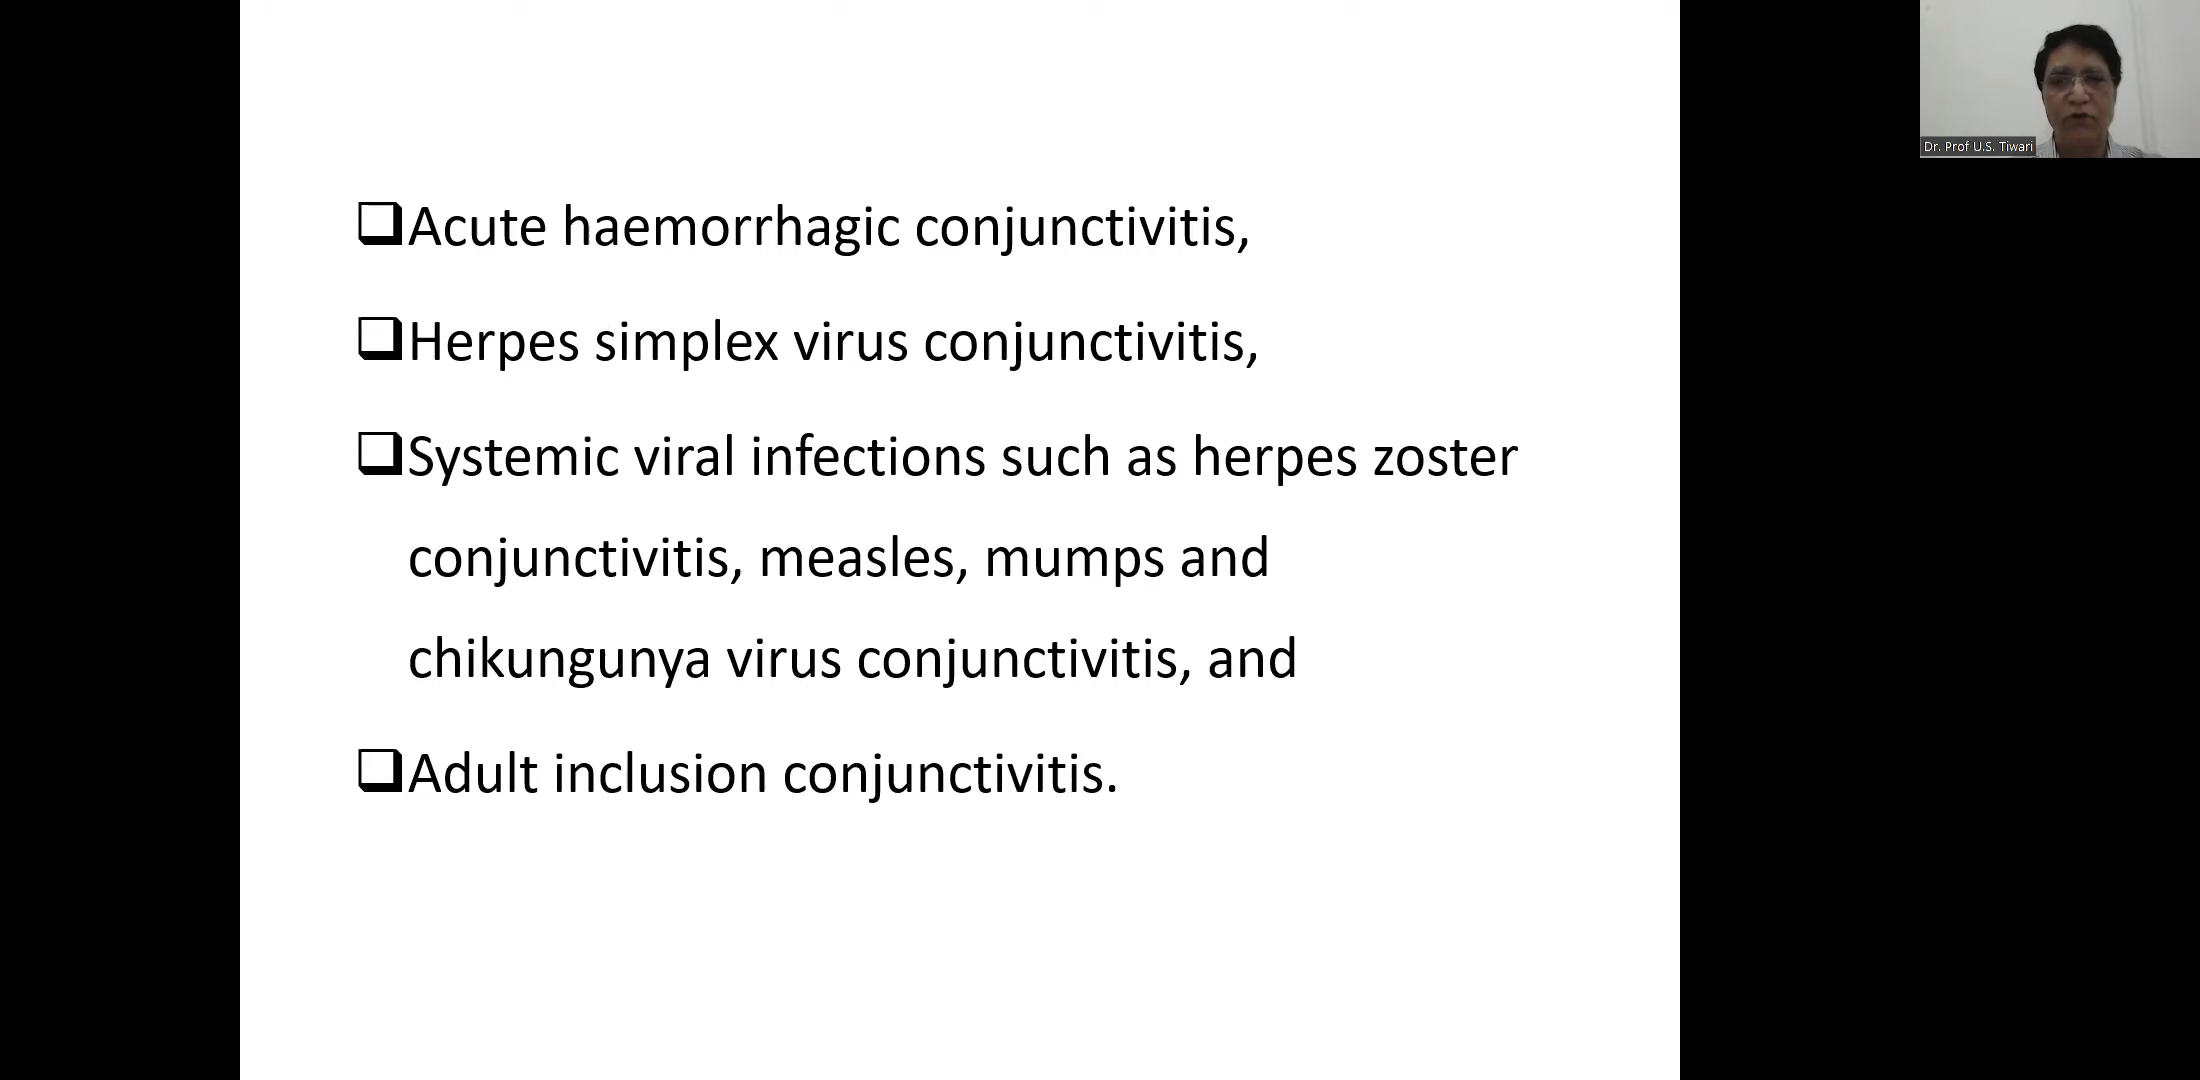 Dr. Prof U.S. Tiwari
❑Acute haemorrhagic conjunctivitis,
❑Herpes simplex virus conjunctivitis,
❑Systemic viral infections such as herpes zoster
conjunctivitis, measles, mumps and
chikungunya virus conjunctivitis, and
❑Adult inclusion conjunctivitis.